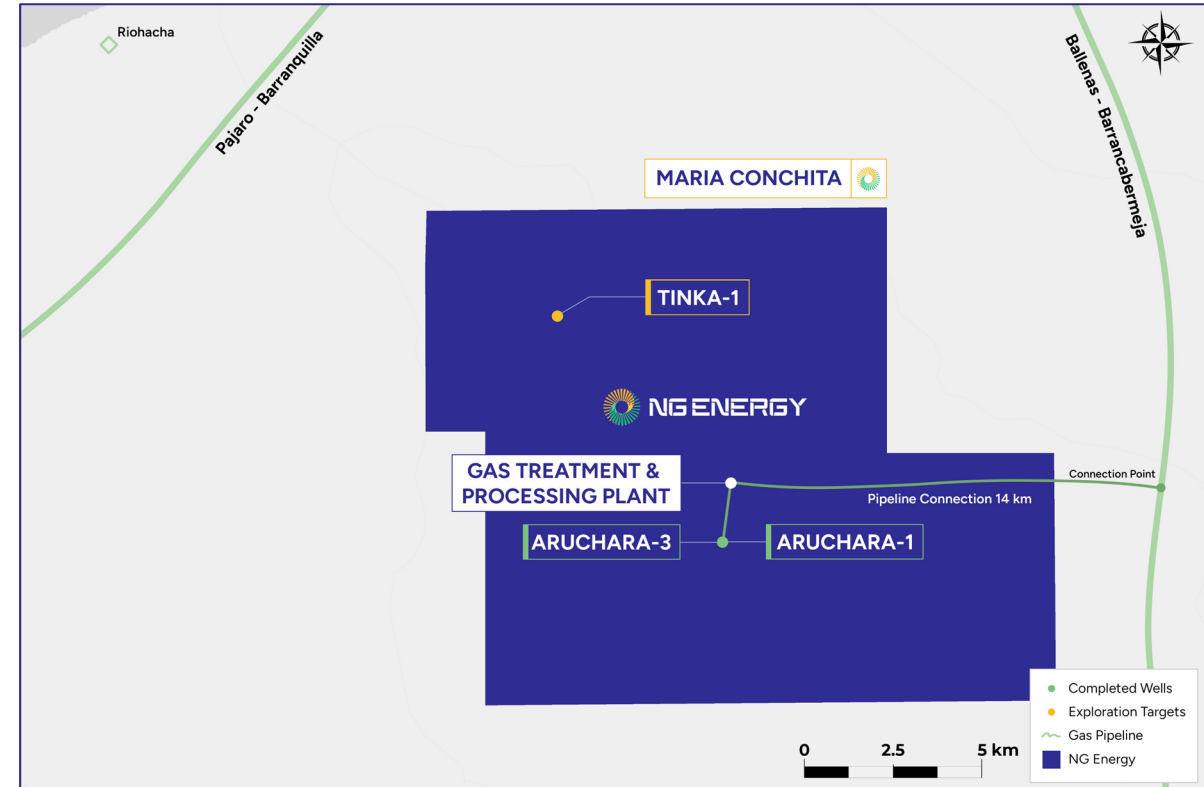 Riohacha
Pajaro - Barranquilla
Ballenas - Barrancabermeja
MARIA CONCHITA
TINKA-1
NG ENERGY
GAS TREATMENT &
PROCESSING PLANT
Connection Point
Pipeline Connection 14 km
ARUCHARA-3
ARUCHARA-1
Completed Wells
Exploration Targets
Gas Pipeline
NG Energy
0 2.5 5 km